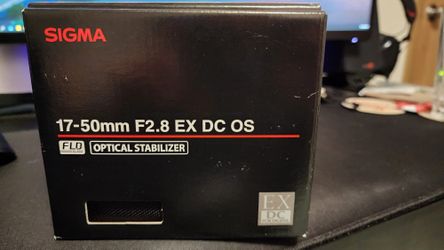 SIGMA
17-50mm F2.8 EX DC OS
FLD
OPTICAL STABILIZER
EX
DC